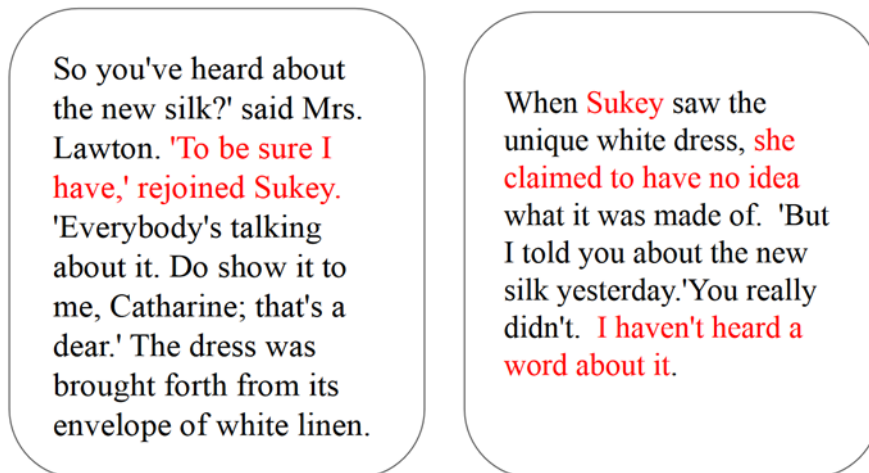 So you've heard about
the new silk?' said Mrs.
Lawton. 'To be sure I
have,' rejoined Sukey.
'Everybody's talking
about it. Do show it to
me, Catharine; that's a
dear.' The dress was
brought forth from its
envelope of white linen.
When Sukey saw the
unique white dress, she
claimed to have no idea
what it was made of.  'But
I told you about the new
silk yesterday.'You really
didn't.  I haven't heard a
word about it.